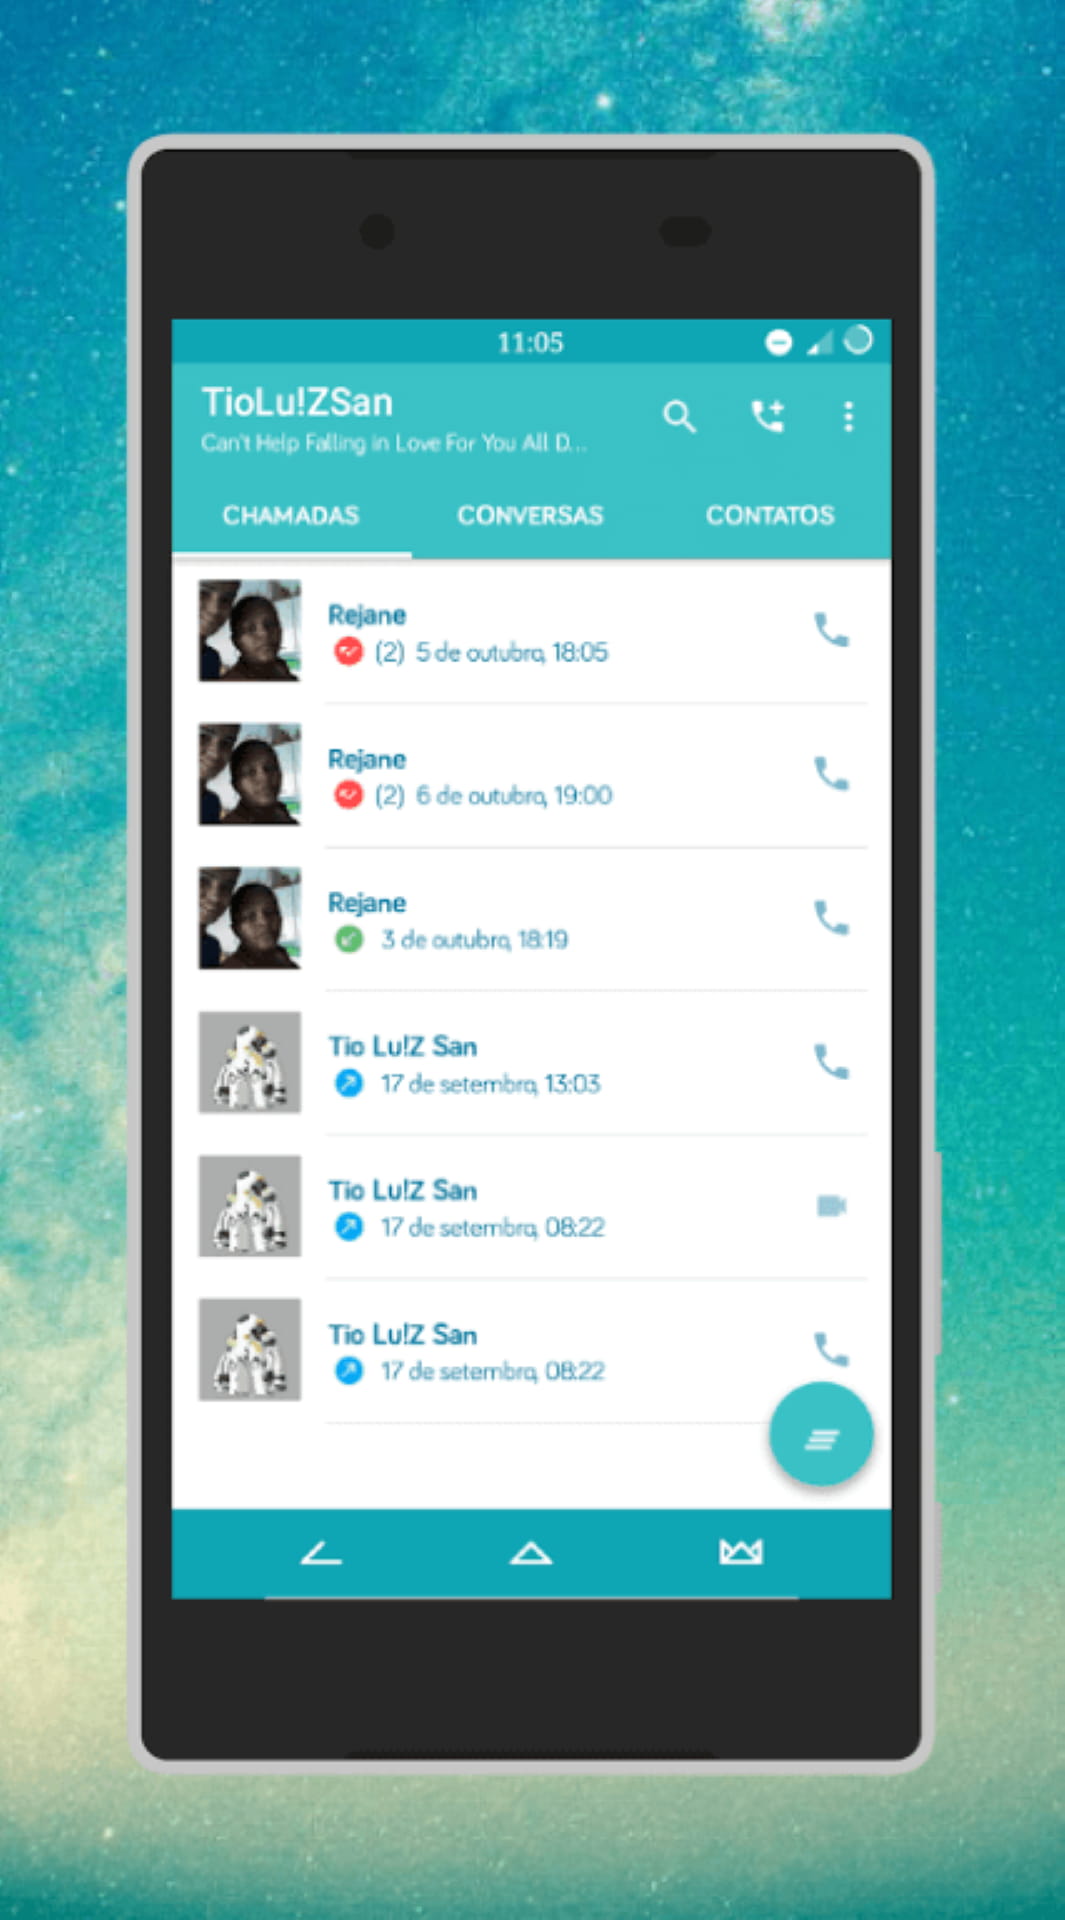 11:05
TioLu!ZSan
Can't Help Falling in Love For You All D...
CHAMADAS CONVERSAS CONTATOS
Rejane
(2) 5 de outubro, 18:05
Rejane
(2) 6 de outubro, 19:00
Rejane
3 de outubro, 18:19
Tio Lu!Z San
17 de setembro, 13:03
Tio Lu!Z San
17 de setembro, 08:22
Tio Lu!Z San
17 de setembro, 08:22